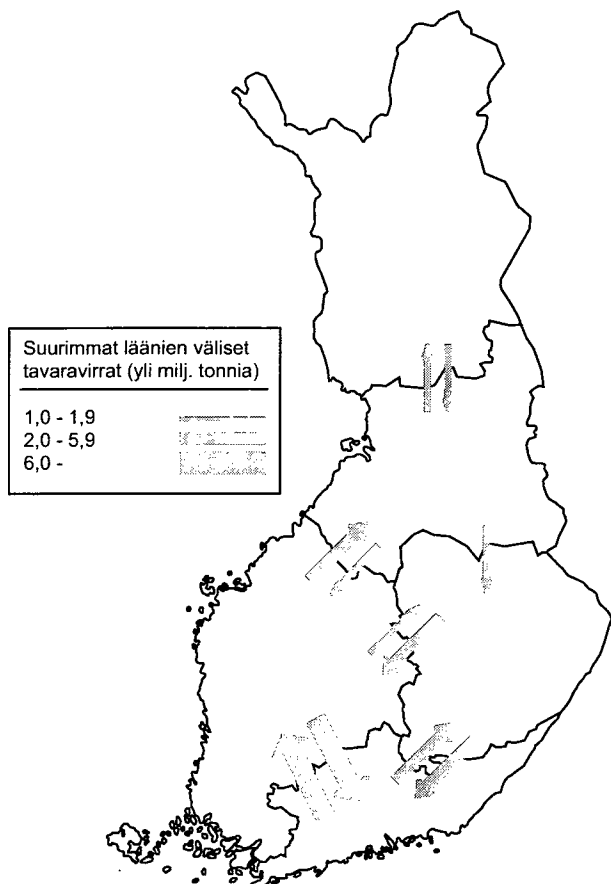 Suurimmat läänien väliset
tavaravirrat (yli milj. tonnia)
1,0 - 1,9
2,0 - 5,9
6,0 -